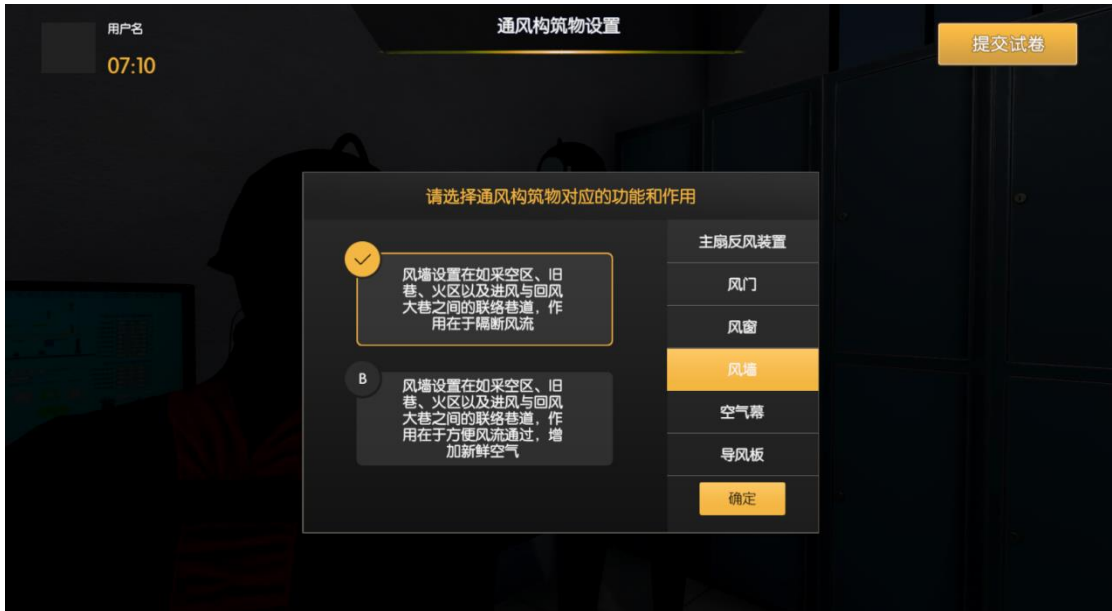 用户名
07:10
通风构筑物设置
提交试卷
请选择通风构筑物对应的功能和作用
风墙设置在如采空区、旧
巷、火区以及进风与回风
大巷之间的联络巷道，作
用在于隔断风流
B
风墙设置在如采空区、旧
巷、火区以及进风与回风
大巷之间的联络巷道，作
用在于方便风流通过，增
加新鲜空气
主扇反风装置
风门
风窗
风墙
空气幕
导风板
确定